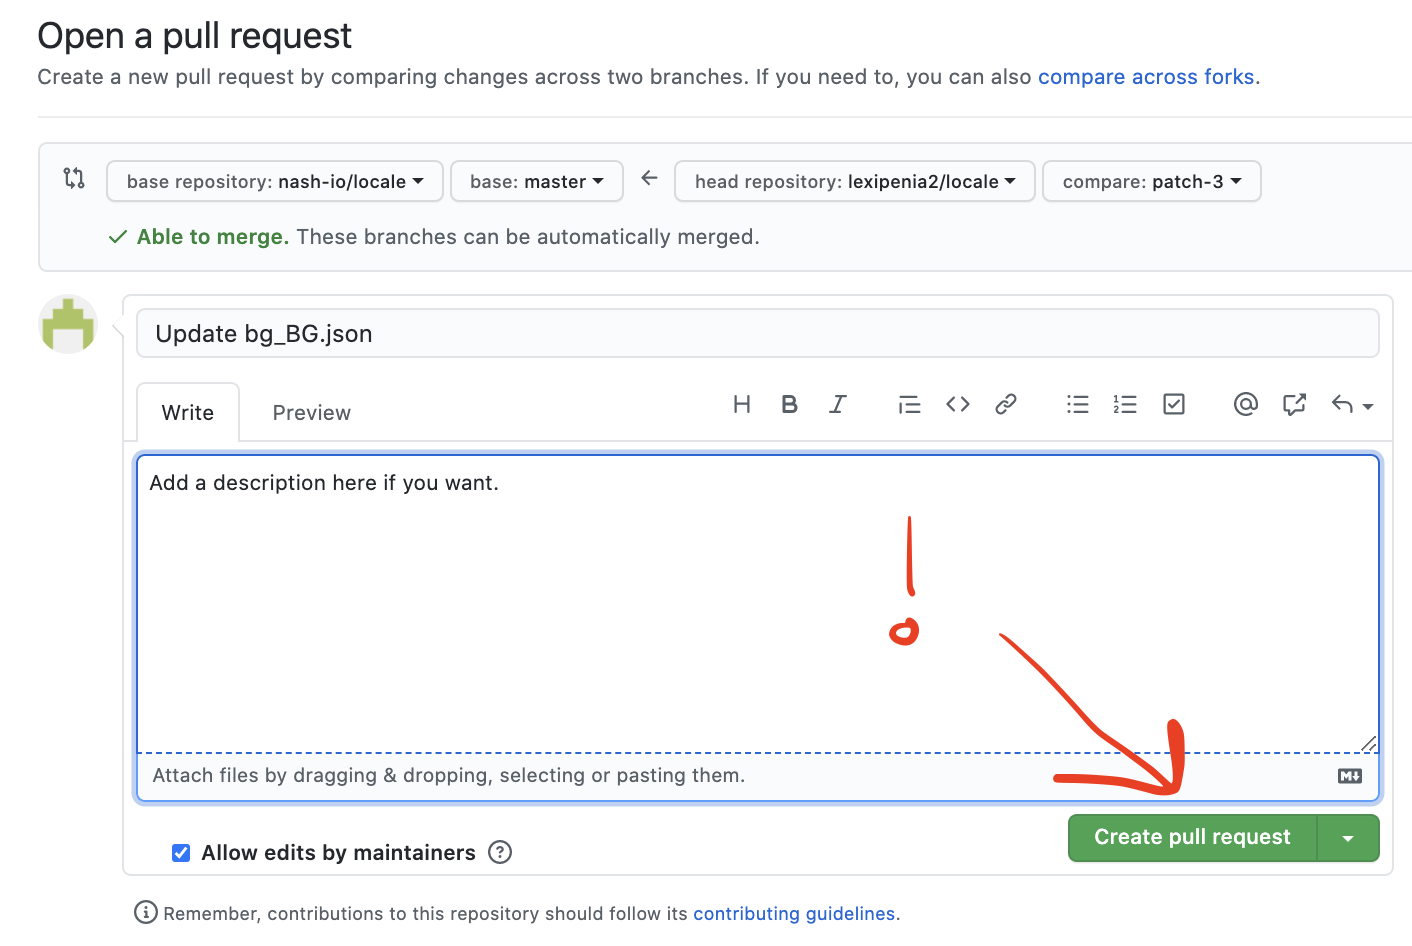 Open a pull request
Create a new pull request by comparing changes across two branches. If you need to, you can also compare across forks.
base repository: nash-io/locale base: master ← head repository: lexipenia2/locale compare: patch-3
Able to merge. These branches can be automatically merged.
Update bg_BG.json
Write Preview
Add a description here if you want.
!
Attach files by dragging & dropping, selecting or pasting them.
Allow edits by maintainers
Create pull request
Remember, contributions to this repository should follow its contributing guidelines.